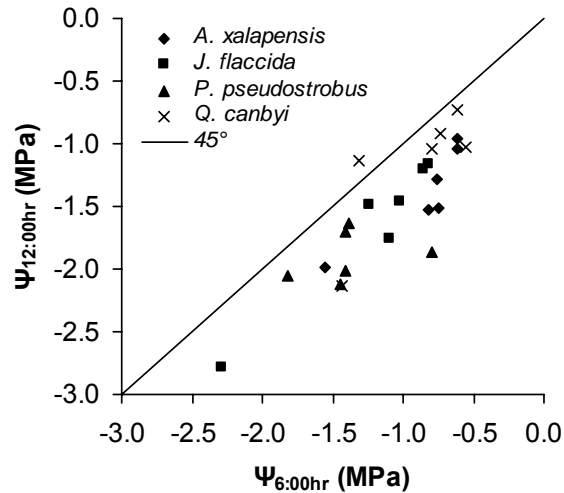 0.0
-0.5
-1.0
-1.5
-2.0
-2.5
-3.0
Ψ12:00hr (MPa)
A. xalapensis
J. flaccida
P. pseudostrobus
Q. canbyi
45°
-3.0 -2.5 -2.0 -1.5 -1.0 -0.5 0.0
Ψ6:00hr (MPa)